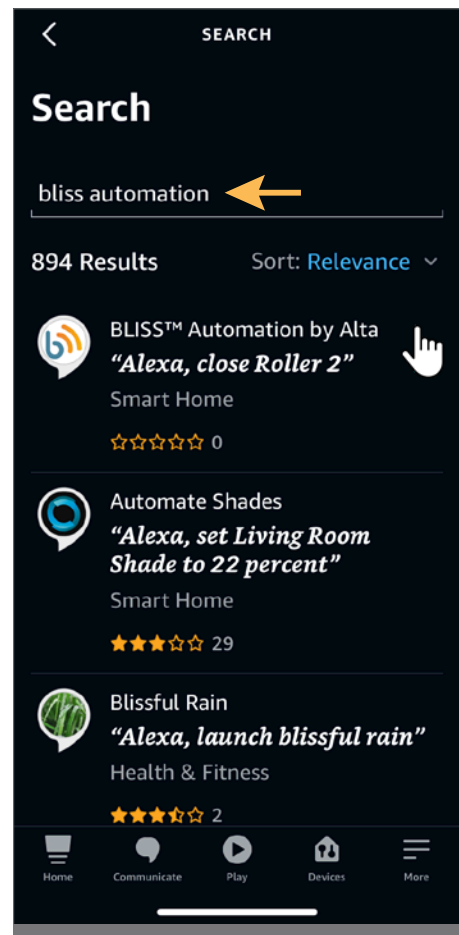 SEARCH
Search
bliss automation
894 Results Sort: Relevance
BLISS™ Automation by Alta
“Alexa, close Roller 2”
Smart Home
0
Automate Shades
“Alexa, set Living Room
Shade to 22 percent”
Smart Home
29
Blissful Rain
“Alexa, launch blissful rain”
Health & Fitness
2
Home Communicate Play Devices More